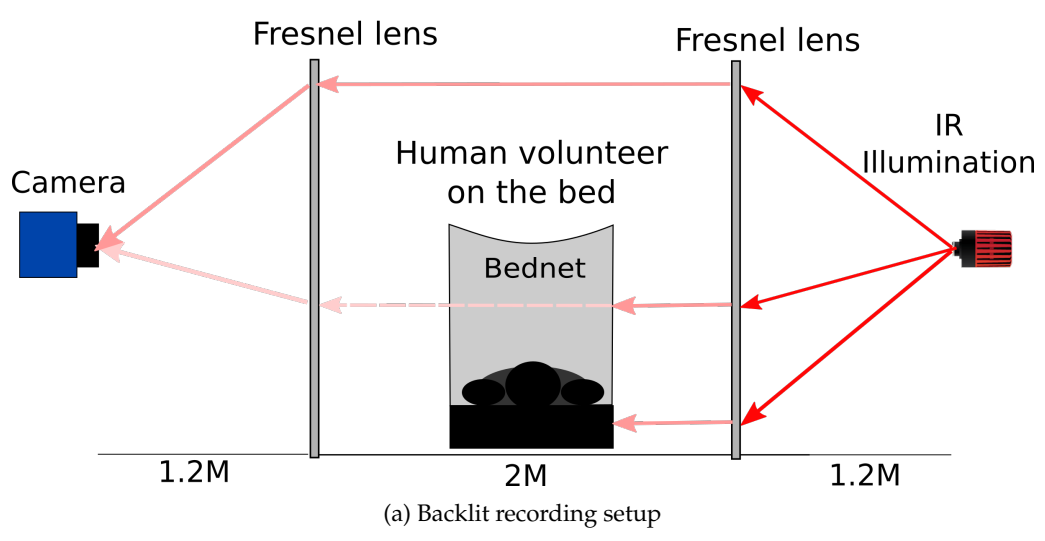 Fresnel lens
Fresnel lens
IR
Illumination
Human volunteer
on the bed
Camera
Bednet
1.2M
2M
1.2M
(a) Backlit recording setup